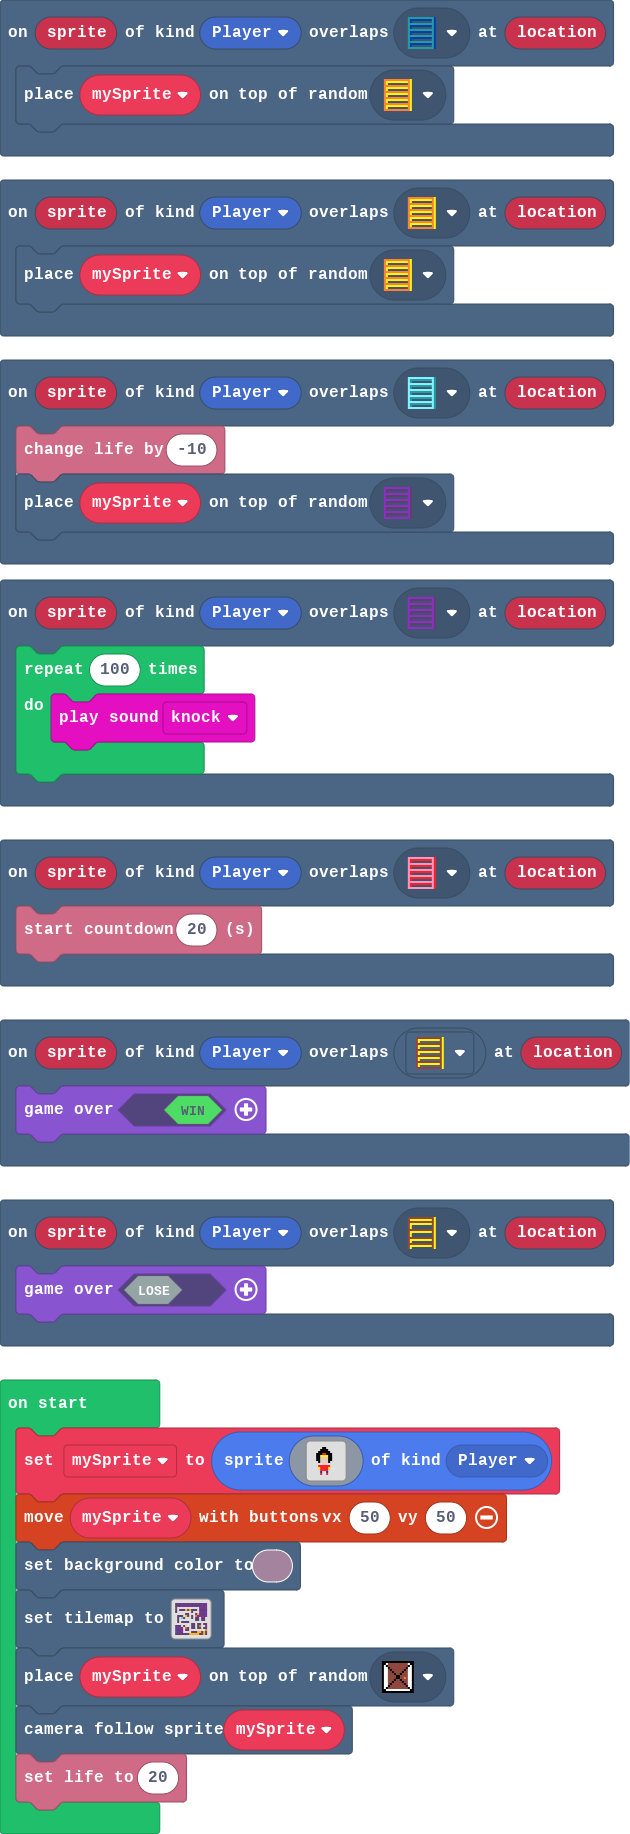 on sprite of kind Player overlaps at location
place mySprite on top of random
on sprite of kind Player overlaps at location
place mySprite on top of random
on sprite of kind Player overlaps at location
change life by -10
place mySprite on top of random
on sprite of kind Player overlaps at location
repeat 100 times
do play sound knock
on sprite of kind Player overlaps at location
start countdown 20 (s)
on sprite of kind Player overlaps at location
game over WIN
on sprite of kind Player overlaps at location
game over LOSE
on start
set mySprite to sprite of kind Player
move mySprite with buttons vx 50 vy 50
set background color to
set tilemap to
place mySprite on top of random
camera follow sprite mySprite
set life to 20